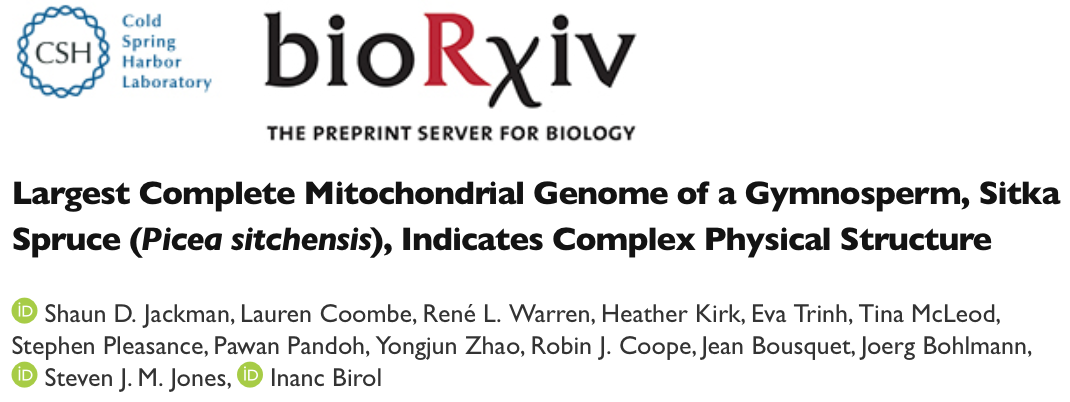 CSH
Cold
Spring
Harbor
Laboratory
bioRxiv
THE PREPRINT SERVER FOR BIOLOGY
Largest Complete Mitochondrial Genome of a Gymnosperm, Sitka
Spruce (Picea sitchensis), Indicates Complex Physical Structure
iD Shaun D. Jackman, Lauren Coombe, René L. Warren, Heather Kirk, Eva Trinh, Tina McLeod,
Stephen Pleasance, Pawan Pandoh, Yongjun Zhao, Robin J. Coope, Jean Bousquet, Joerg Bohlmann,
iD Steven J. M. Jones, iD Inanc Birol